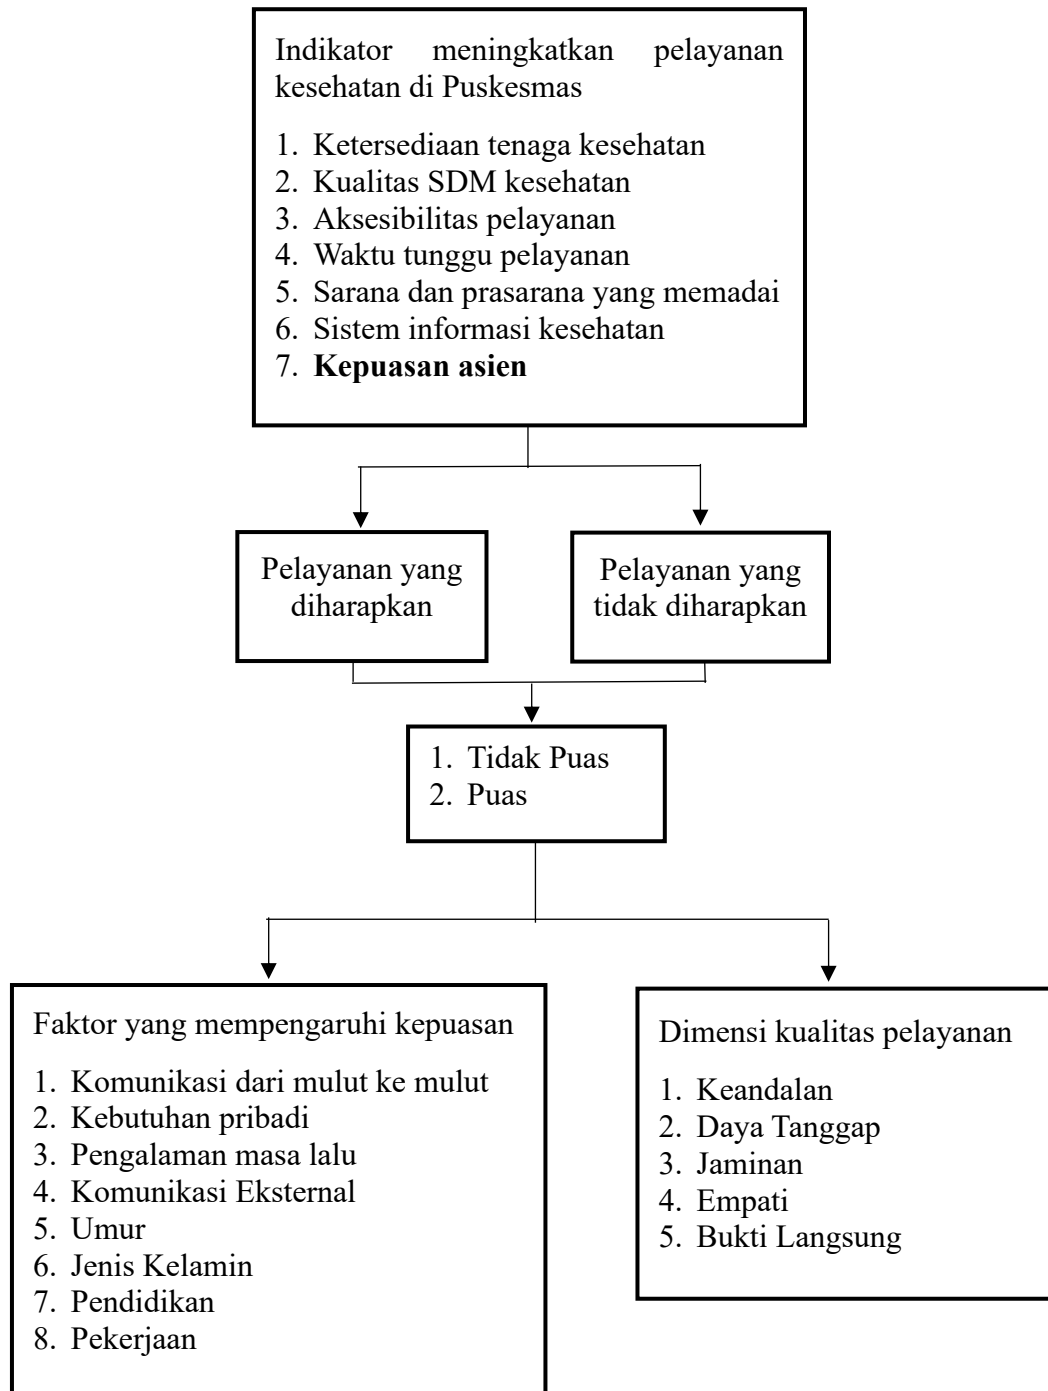 Indikator meningkatkan pelayanan
kesehatan di Puskesmas
1. Ketersediaan tenaga kesehatan
2. Kualitas SDM kesehatan
3. Aksesibilitas pelayanan
4. Waktu tunggu pelayanan
5. Sarana dan prasarana yang memadai
6. Sistem informasi kesehatan
7. Kepuasan asien
Pelayanan yang
diharapkan
Pelayanan yang
tidak diharapkan
1. Tidak Puas
2. Puas
Faktor yang mempengaruhi kepuasan
1. Komunikasi dari mulut ke mulut
2. Kebutuhan pribadi
3. Pengalaman masa lalu
4. Komunikasi Eksternal
5. Umur
6. Jenis Kelamin
7. Pendidikan
8. Pekerjaan
Dimensi kualitas pelayanan
1. Keandalan
2. Daya Tanggap
3. Jaminan
4. Empati
5. Bukti Langsung